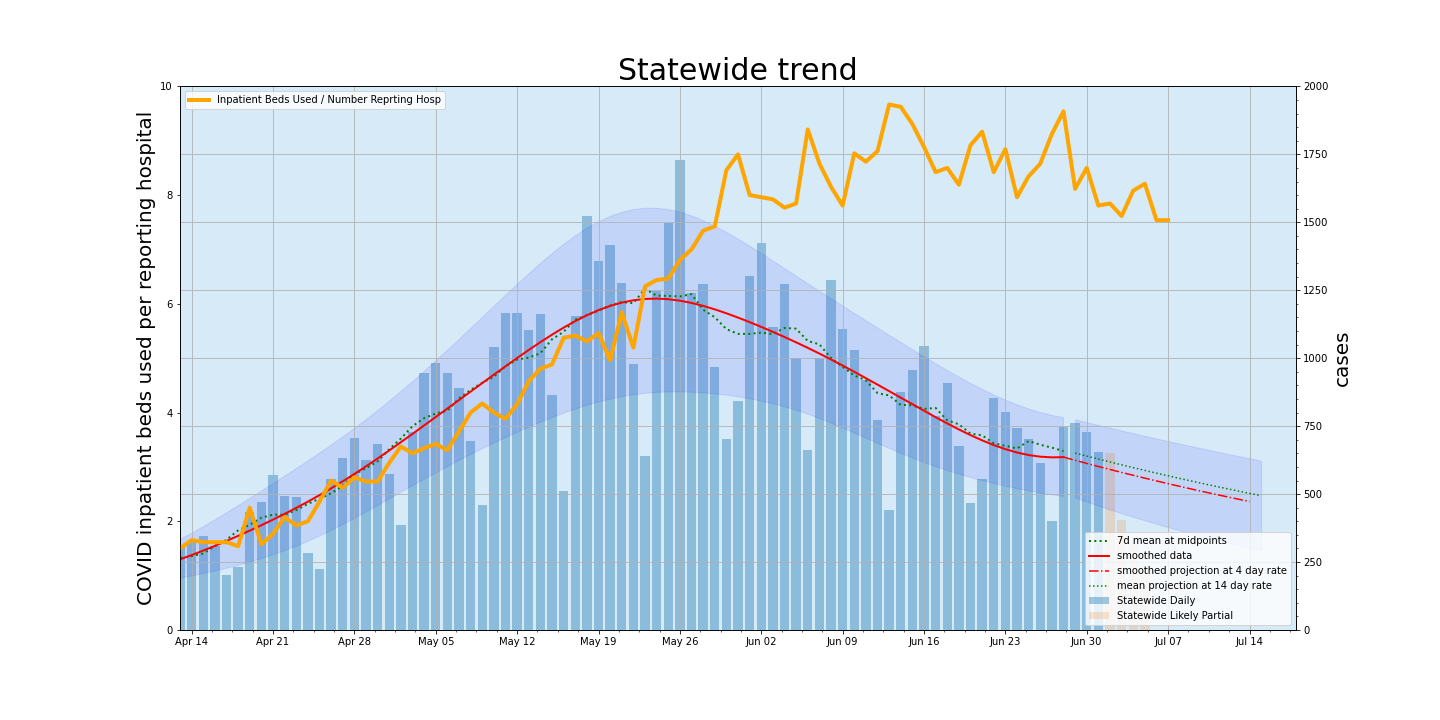 Statewide trend
Inpatient Beds Used / Number Reprting Hosp
COVID inpatient beds used per reporting hospital
10
8
6
4
2
0
2000
1750
1500
1250
1000
750
500
250
0
cases
7d mean at midpoints
smoothed data
smoothed projection at 4 day rate
mean projection at 14 day rate
Statewide Daily
Statewide Likely Partial
Apr 14 Apr 21 Apr 28 May 05 May 12 May 19 May 26 Jun 02 Jun 09 Jun 16 Jun 23 Jun 30 Jul 07 Jul 14